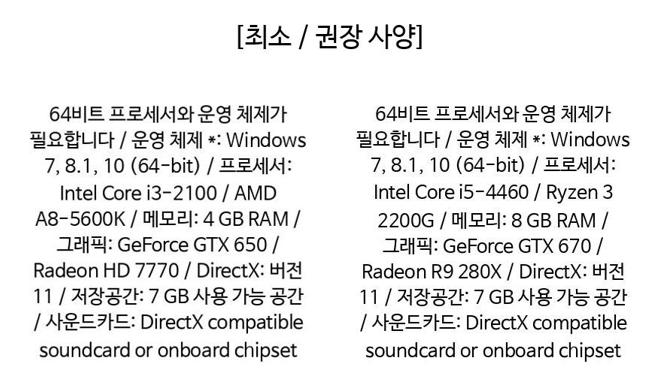 [최소 / 권장 사양]
64비트 프로세서와 운영 체제가
필요합니다 / 운영 체제 *: Windows
7, 8.1, 10 (64-bit) / 프로세서:
Intel Core i3-2100 / AMD
A8-5600K / 메모리: 4 GB RAM /
그래픽: GeForce GTX 650 /
Radeon HD 7770 / DirectX: 버전
11 / 저장공간: 7 GB 사용 가능 공간
/ 사운드카드: DirectX compatible
soundcard or onboard chipset
64비트 프로세서와 운영 체제가
필요합니다 / 운영 체제 *: Windows
7, 8.1, 10 (64-bit) / 프로세서:
Intel Core i5-4460 / Ryzen 3
2200G / 메모리: 8 GB RAM /
그래픽: GeForce GTX 670 /
Radeon R9 280X / DirectX: 버전
11 / 저장공간: 7 GB 사용 가능 공간
/ 사운드카드: DirectX compatible
soundcard or onboard chipset